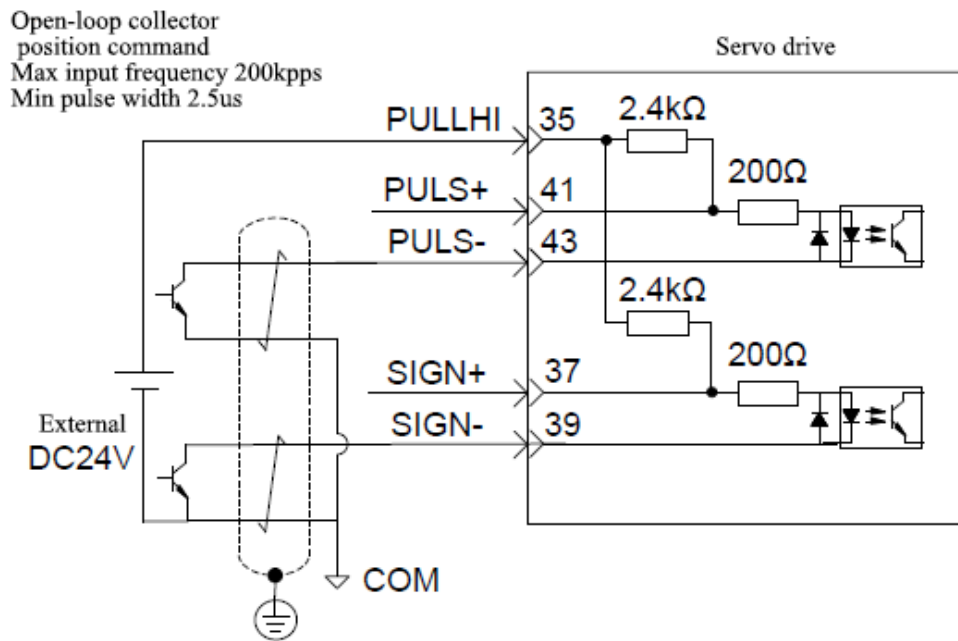 Open-loop collector
position command
Max input frequency 200kpps
Min pulse width 2.5us
Servo drive
PULLHI 35 2.4kΩ
PULS+ 41 200Ω
PULS- 43
2.4kΩ
SIGN+ 37 200Ω
SIGN- 39
External
DC24V
COM